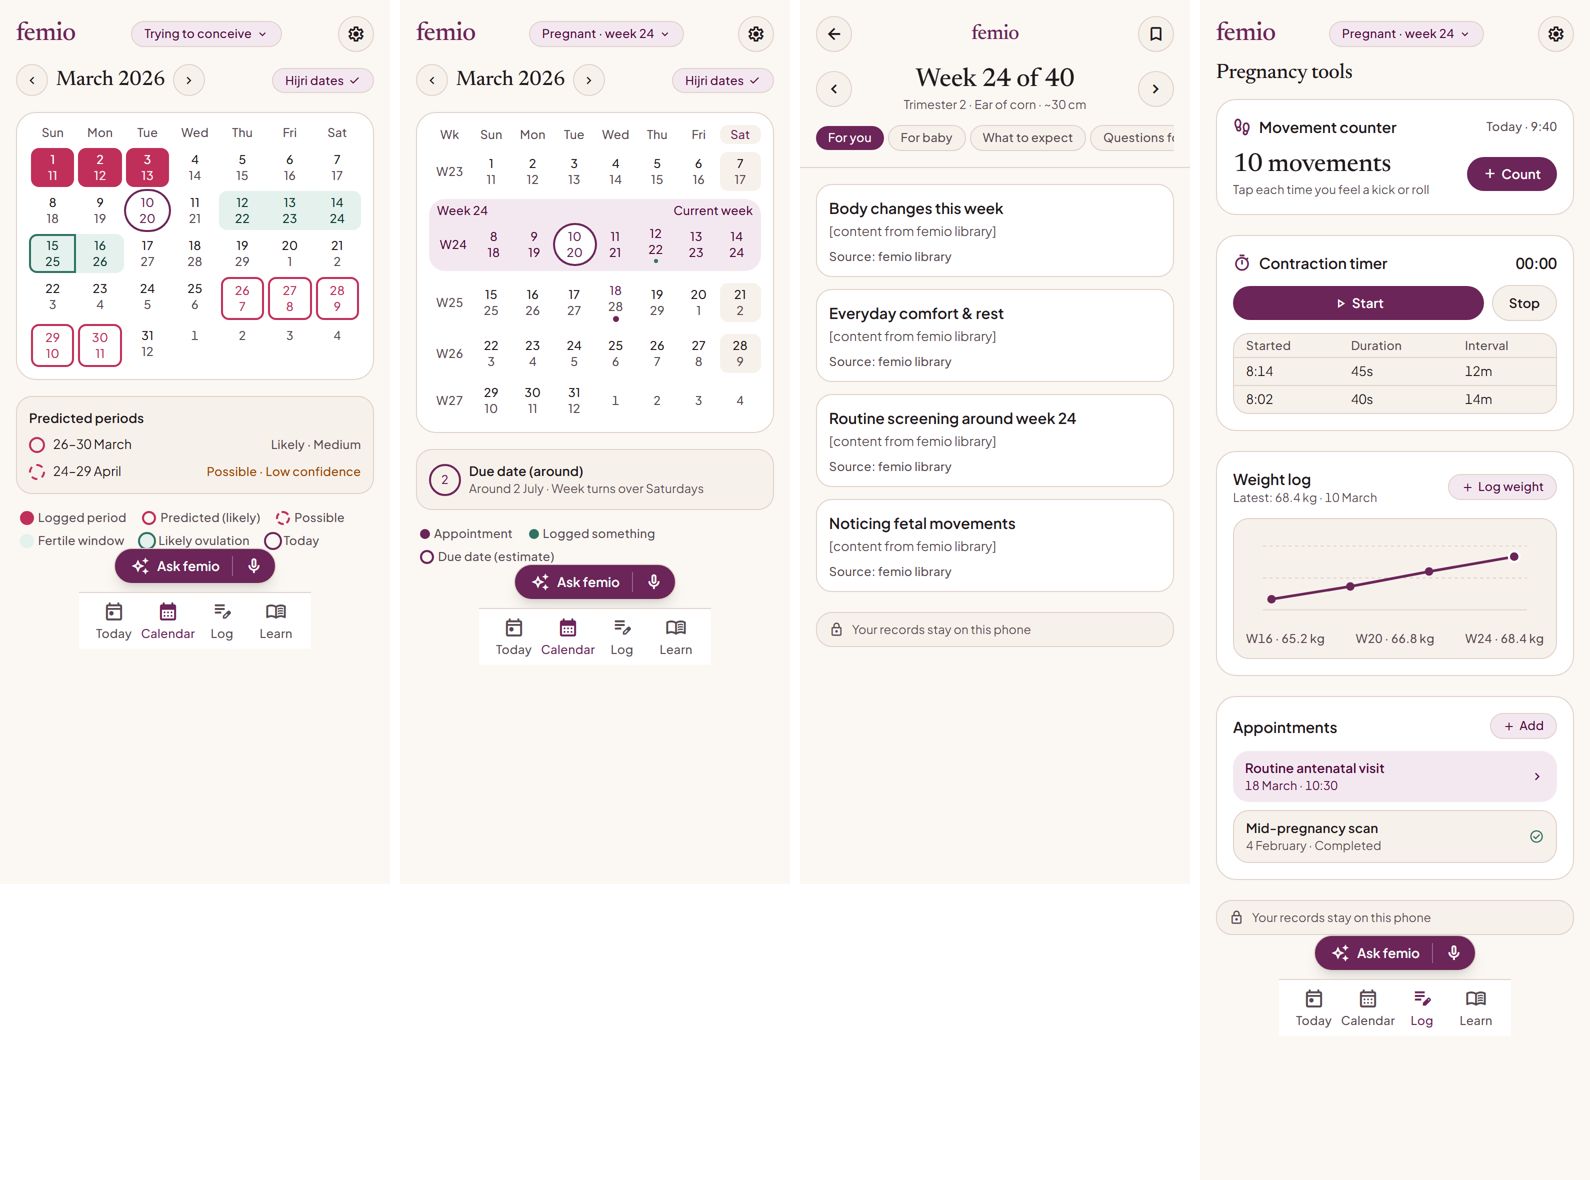 femio
Trying to conceive
March 2026
Hijri dates
Sun Mon Tue Wed Thu Fri Sat
1 2 3 4 5 6 7
11 12 13 14 15 16 17
8 9 10 11 12 13 14
18 19 20 21 22 23 24
15 16 17 18 19 20 21
25 26 27 28 29 1 2
22 23 24 25 26 27 28
3 4 5 6 7 8 9
29 30 31 1 2 3 4
10 11 12
Predicted periods
26–30 March Likely · Medium
24–29 April Possible · Low confidence
Logged period Predicted (likely) Possible
Fertile window Likely ovulation Today
Ask femio
Today Calendar Log Learn
femio
Pregnant · week 24
March 2026
Hijri dates
Wk Sun Mon Tue Wed Thu Fri Sat
W23 1 2 3 4 5 6 7
11 12 13 14 15 16 17
Week 24 Current week
W24 8 9 10 11 12 13 14
18 19 20 21 22 23 24
W25 15 16 17 18 19 20 21
25 26 27 28 29 1 2
W26 22 23 24 25 26 27 28
3 4 5 6 7 8 9
W27 29 30 31 1 2 3 4
10 11 12
2 Due date (around)
Around 2 July · Week turns over Saturdays
Appointment Logged something
Due date (estimate)
Ask femio
Today Calendar Log Learn
femio
Week 24 of 40
Trimester 2 · Ear of corn · ~30 cm
For you For baby What to expect Questions fo
Body changes this week
[content from femio library]
Source: femio library
Everyday comfort & rest
[content from femio library]
Source: femio library
Routine screening around week 24
[content from femio library]
Source: femio library
Noticing fetal movements
[content from femio library]
Source: femio library
Your records stay on this phone
femio
Pregnant · week 24
Pregnancy tools
Movement counter Today · 9:40
10 movements
Tap each time you feel a kick or roll
+ Count
Contraction timer 00:00
Start Stop
Started Duration Interval
8:14 45s 12m
8:02 40s 14m
Weight log
Latest: 68.4 kg · 10 March
+ Log weight
W16 · 65.2 kg W20 · 66.8 kg W24 · 68.4 kg
Appointments + Add
Routine antenatal visit
18 March · 10:30
Mid-pregnancy scan
4 February · Completed
Your records stay on this phone
Ask femio
Today Calendar Log Learn